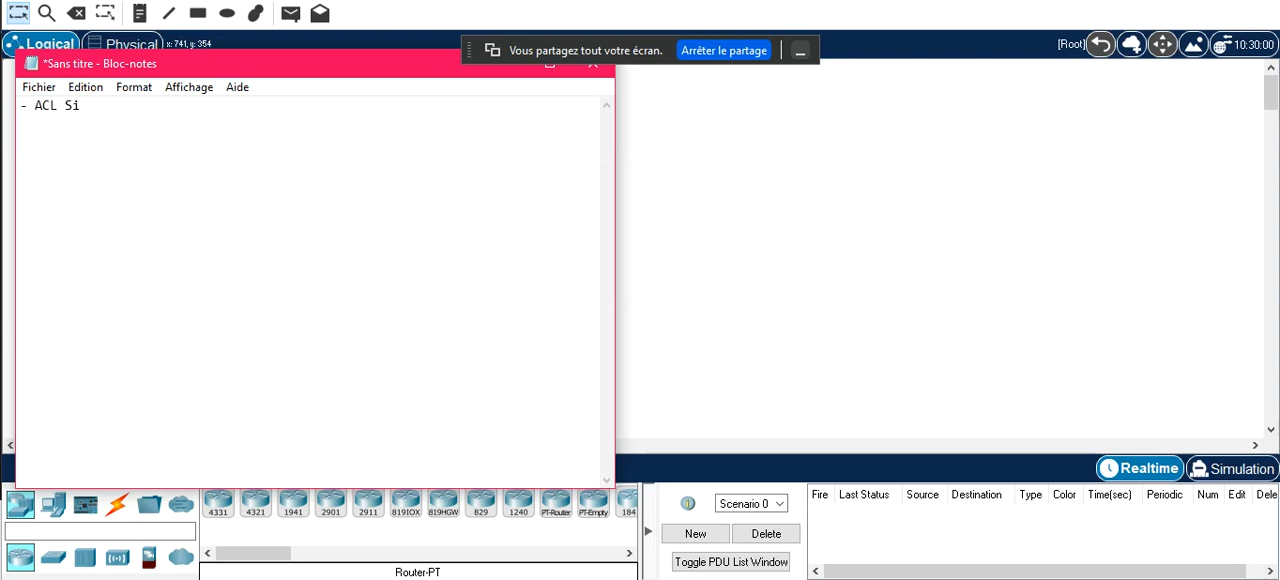 Logical
Physical
x: 741, y: 354
Vous partagez tout votre écran.
Arrêter le partage
[Root]
10:30:00
*Sans titre - Bloc-notes
Fichier
Edition
Format
Affichage
Aide
- ACL Si
Realtime
Simulation
4331
4321
1941
2901
2911
819IOX
819HGW
829
1240
PT-Router
PT-Empty
184
Router-PT
Scenario 0
New
Delete
Toggle PDU List Window
Fire
Last Status
Source
Destination
Type
Color
Time(sec)
Periodic
Num
Edit
Dele